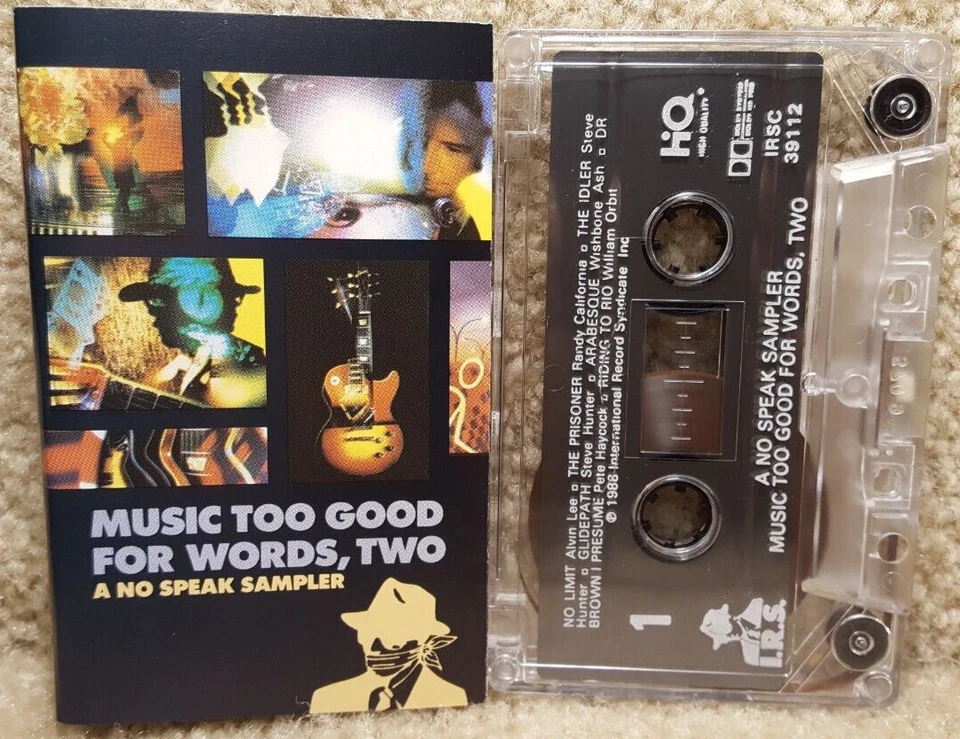 MUSIC TOO GOOD
FOR WORDS, TWO
A NO SPEAK SAMPLER
NO LIMIT Alvin Lee ▫ THE PRISONER Randy California ▫ THE IDLER Steve
Hunter ▫ GLIDEPATH Steve Hunter ▫ ARABESQUE Wishbone Ash ▫ DR
BROWN I PRESUME Pete Haycock ▫ RIDING TO RIO William Orbit
℗ 1988 International Record Syndicate Inc
1
HiQ
HIGH QUALITY®
IRSC
39112
A NO SPEAK SAMPLER
MUSIC TOO GOOD FOR WORDS, TWO
I.R.S.